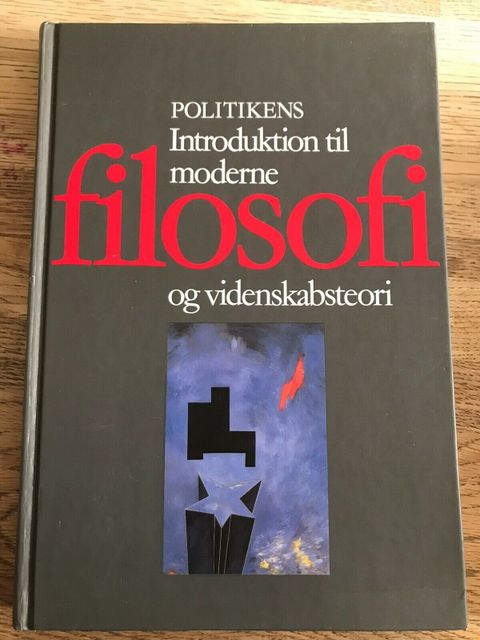 POLITIKENS
Introduktion til
moderne
filosofi
og videnskabsteori